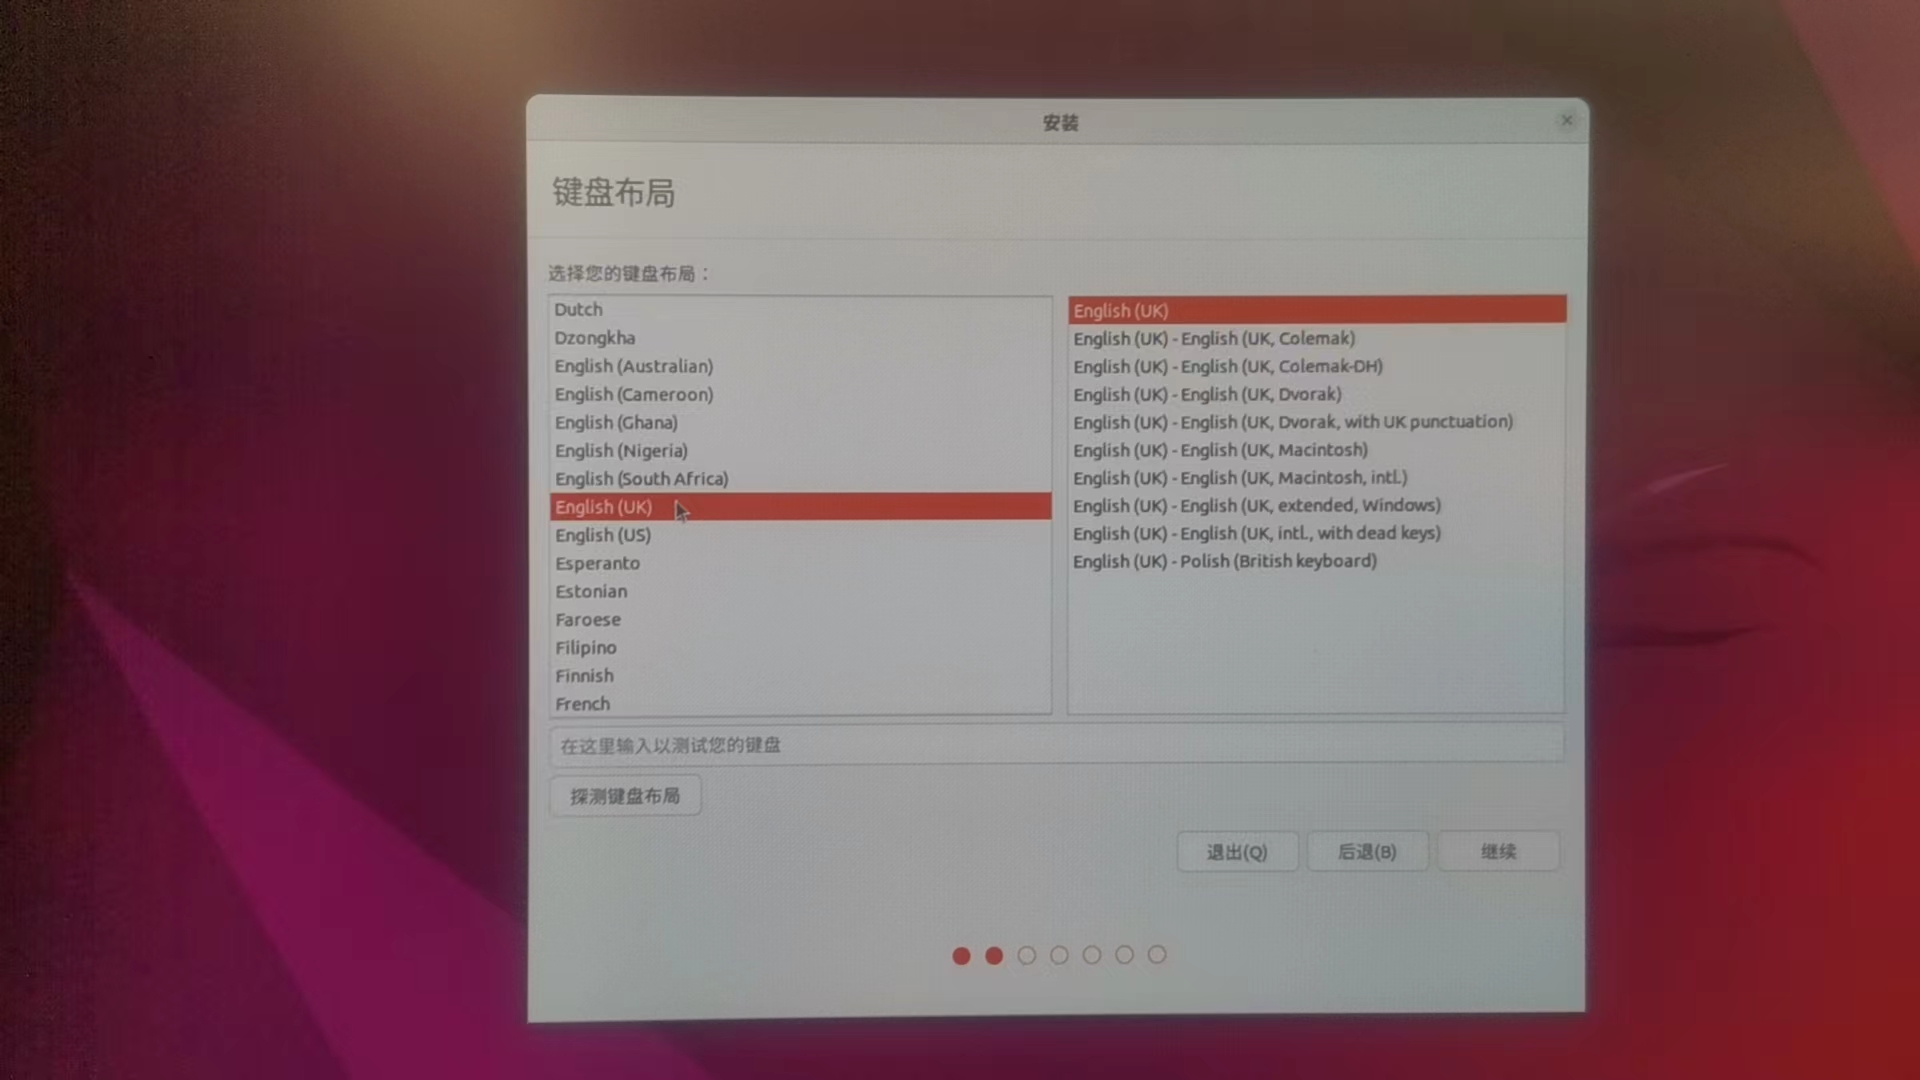 安装
键盘布局
选择您的键盘布局：
Dutch
Dzongkha
English (Australian)
English (Cameroon)
English (Ghana)
English (Nigeria)
English (South Africa)
English (UK)
English (US)
Esperanto
Estonian
Faroese
Filipino
Finnish
French
English (UK)
English (UK) - English (UK, Colemak)
English (UK) - English (UK, Colemak-DH)
English (UK) - English (UK, Dvorak)
English (UK) - English (UK, Dvorak, with UK punctuation)
English (UK) - English (UK, Macintosh)
English (UK) - English (UK, Macintosh, intl.)
English (UK) - English (UK, extended, Windows)
English (UK) - English (UK, intl., with dead keys)
English (UK) - Polish (British keyboard)
在这里输入以测试您的键盘
探测键盘布局
退出(Q)
后退(B)
继续